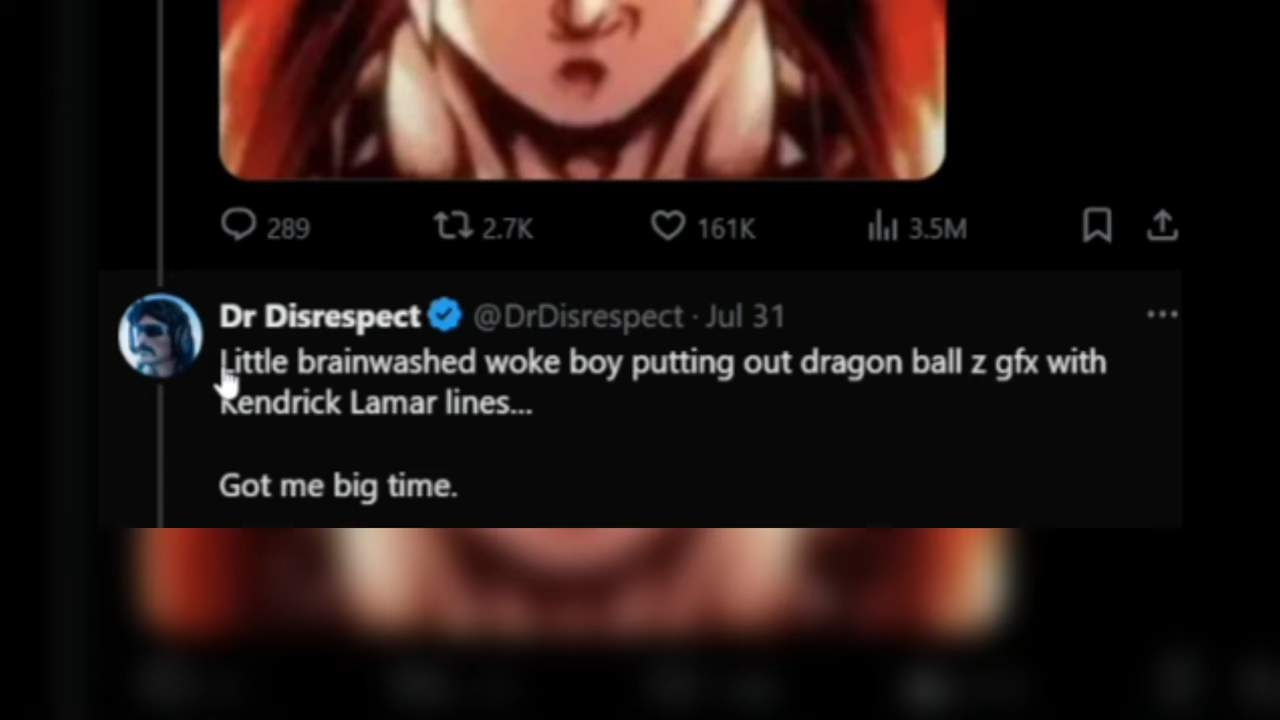 289 2.7K 161K 3.5M
Dr Disrespect @DrDisrespect · Jul 31
Little brainwashed woke boy putting out dragon ball z gfx with
Kendrick Lamar lines...
Got me big time.